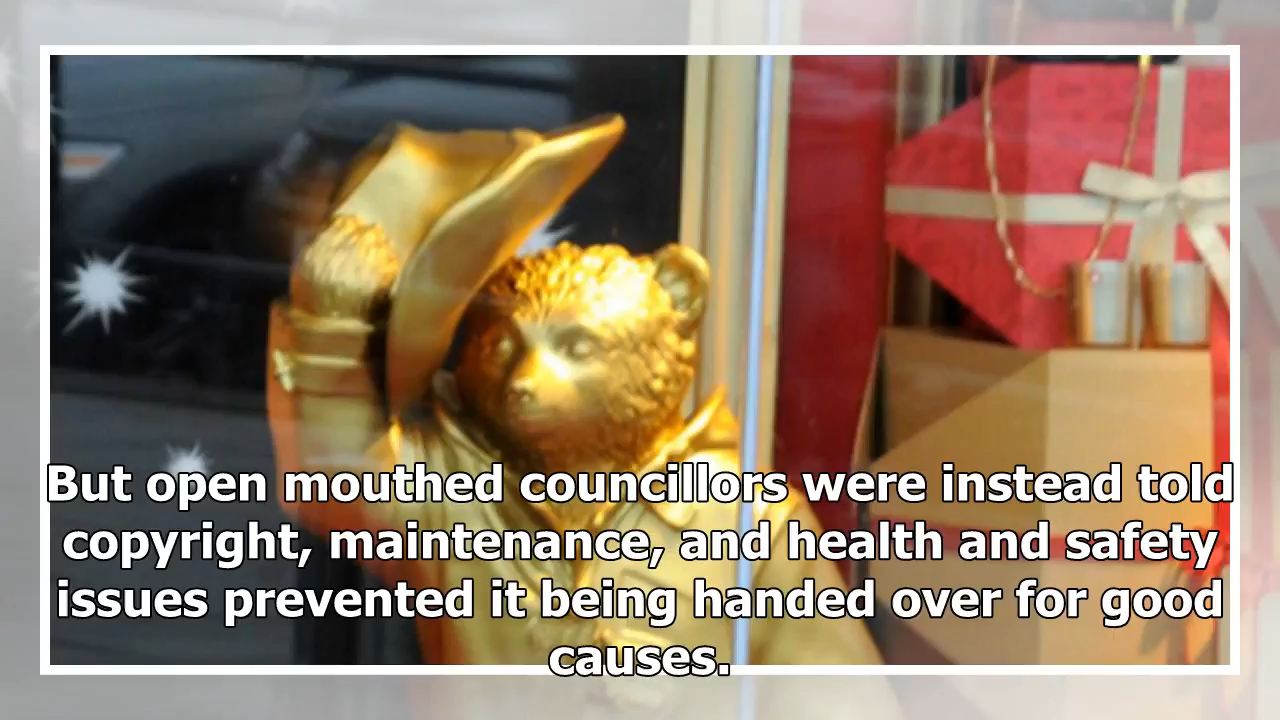 But open mouthed councillors were instead told
copyright, maintenance, and health and safety
issues prevented it being handed over for good
causes.